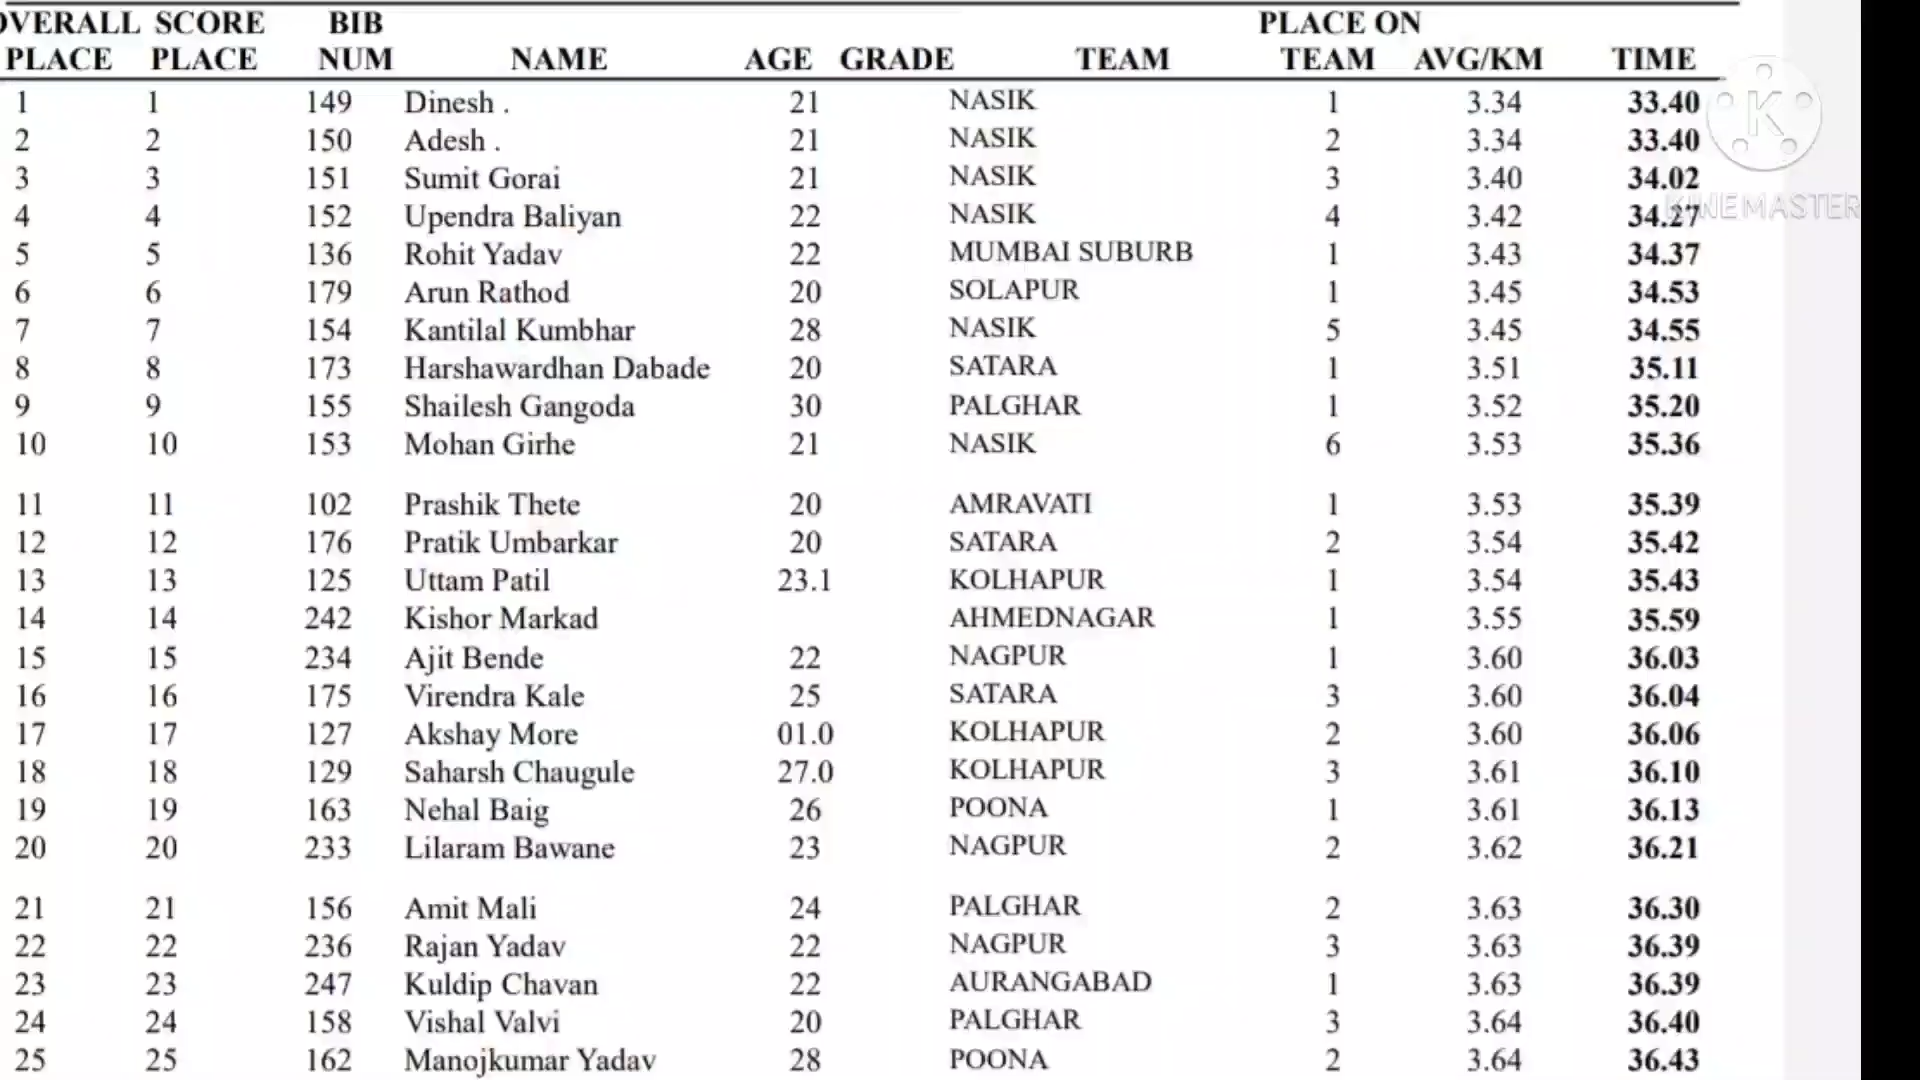 OVERALL SCORE BIB PLACE ON
PLACE PLACE NUM NAME AGE GRADE TEAM TEAM AVG/KM TIME
1 1 149 Dinesh . 21 NASIK 1 3.34 33.40
2 2 150 Adesh . 21 NASIK 2 3.34 33.40
3 3 151 Sumit Gorai 21 NASIK 3 3.40 34.02
4 4 152 Upendra Baliyan 22 NASIK 4 3.42 34.27
5 5 136 Rohit Yadav 22 MUMBAI SUBURB 1 3.43 34.37
6 6 179 Arun Rathod 20 SOLAPUR 1 3.45 34.53
7 7 154 Kantilal Kumbhar 28 NASIK 5 3.45 34.55
8 8 173 Harshawardhan Dabade 20 SATARA 1 3.51 35.11
9 9 155 Shailesh Gangoda 30 PALGHAR 1 3.52 35.20
10 10 153 Mohan Girhe 21 NASIK 6 3.53 35.36
11 11 102 Prashik Thete 20 AMRAVATI 1 3.53 35.39
12 12 176 Pratik Umbarkar 20 SATARA 2 3.54 35.42
13 13 125 Uttam Patil 23.1 KOLHAPUR 1 3.54 35.43
14 14 242 Kishor Markad AHMEDNAGAR 1 3.55 35.59
15 15 234 Ajit Bende 22 NAGPUR 1 3.60 36.03
16 16 175 Virendra Kale 25 SATARA 3 3.60 36.04
17 17 127 Akshay More 01.0 KOLHAPUR 2 3.60 36.06
18 18 129 Saharsh Chaugule 27.0 KOLHAPUR 3 3.61 36.10
19 19 163 Nehal Baig 26 POONA 1 3.61 36.13
20 20 233 Lilaram Bawane 23 NAGPUR 2 3.62 36.21
21 21 156 Amit Mali 24 PALGHAR 2 3.63 36.30
22 22 236 Rajan Yadav 22 NAGPUR 3 3.63 36.39
23 23 247 Kuldip Chavan 22 AURANGABAD 1 3.63 36.39
24 24 158 Vishal Valvi 20 PALGHAR 3 3.64 36.40
25 25 162 Manojkumar Yadav 28 POONA 2 3.64 36.43
K
KINEMASTER